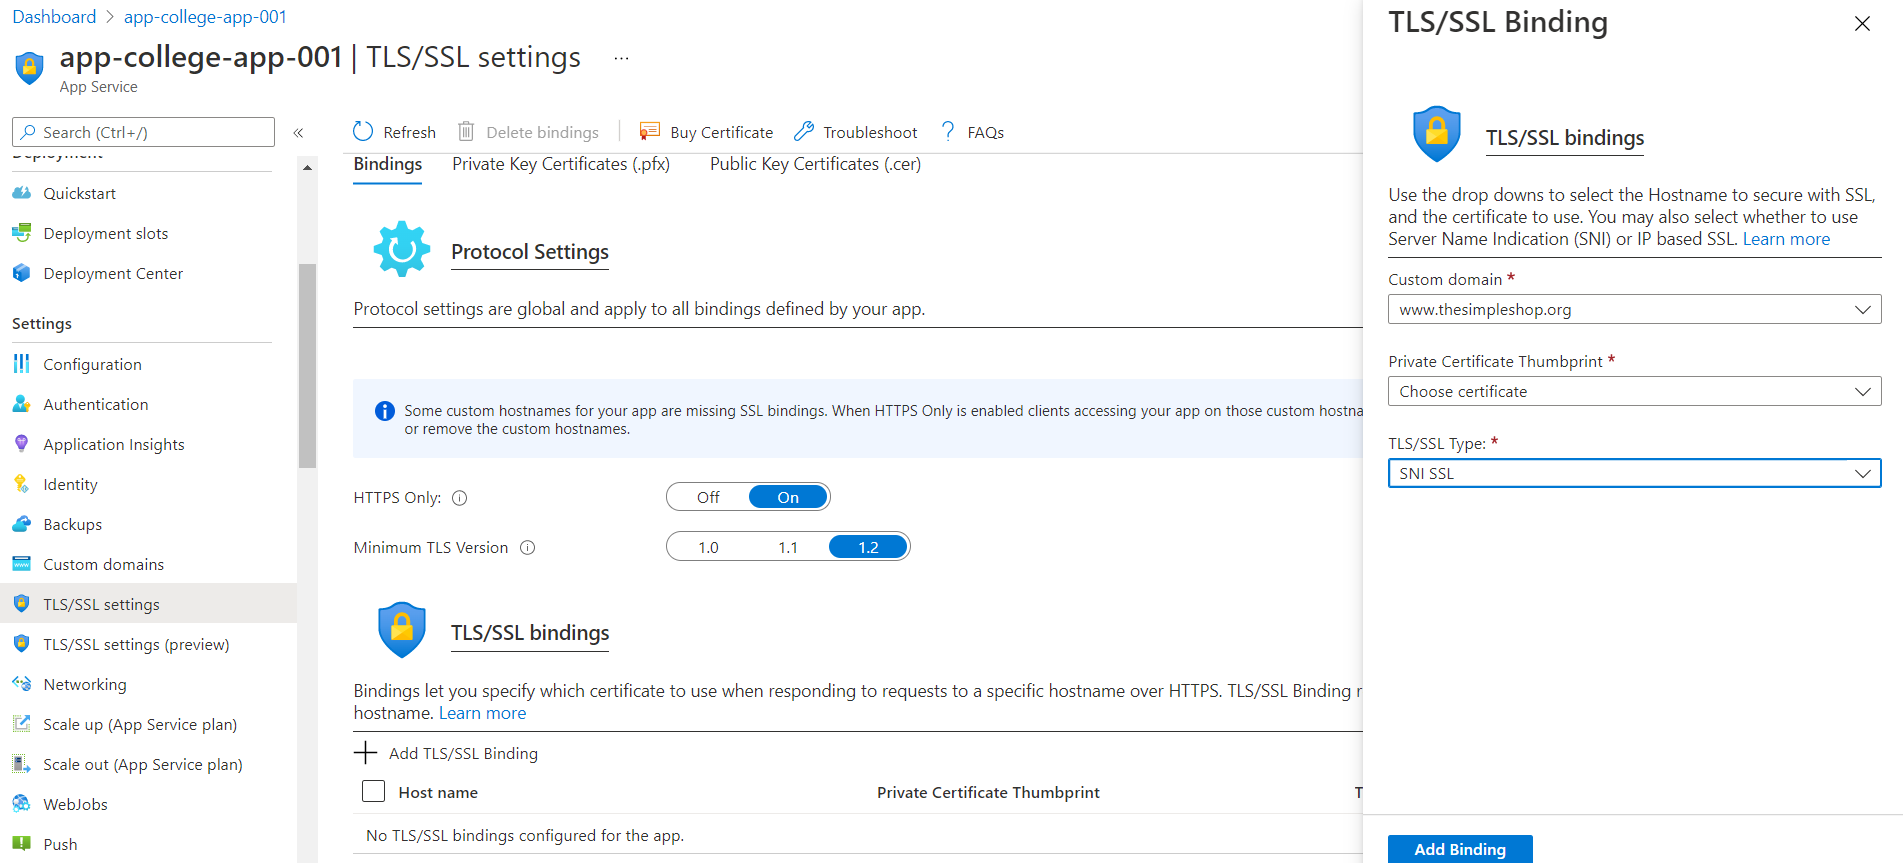 Dashboard > app-college-app-001
app-college-app-001 | TLS/SSL settings ...
App Service
Search (Ctrl+/)
«
Deployment
Quickstart
Deployment slots
Deployment Center
Settings
Configuration
Authentication
Application Insights
Identity
Backups
Custom domains
TLS/SSL settings
TLS/SSL settings (preview)
Networking
Scale up (App Service plan)
Scale out (App Service plan)
WebJobs
Push
Refresh Delete bindings Buy Certificate Troubleshoot ? FAQs
Bindings Private Key Certificates (.pfx) Public Key Certificates (.cer)
Protocol Settings
Protocol settings are global and apply to all bindings defined by your app.
Some custom hostnames for your app are missing SSL bindings. When HTTPS Only is enabled clients accessing your app on those custom hostna
or remove the custom hostnames.
HTTPS Only: Off On
Minimum TLS Version 1.0 1.1 1.2
TLS/SSL bindings
Bindings let you specify which certificate to use when responding to requests to a specific hostname over HTTPS. TLS/SSL Binding r
hostname. Learn more
Add TLS/SSL Binding
Host name Private Certificate Thumbprint T
No TLS/SSL bindings configured for the app.
TLS/SSL Binding
TLS/SSL bindings
Use the drop downs to select the Hostname to secure with SSL,
and the certificate to use. You may also select whether to use
Server Name Indication (SNI) or IP based SSL. Learn more
Custom domain *
www.thesimpleshop.org
Private Certificate Thumbprint *
Choose certificate
TLS/SSL Type: *
SNI SSL
Add Binding